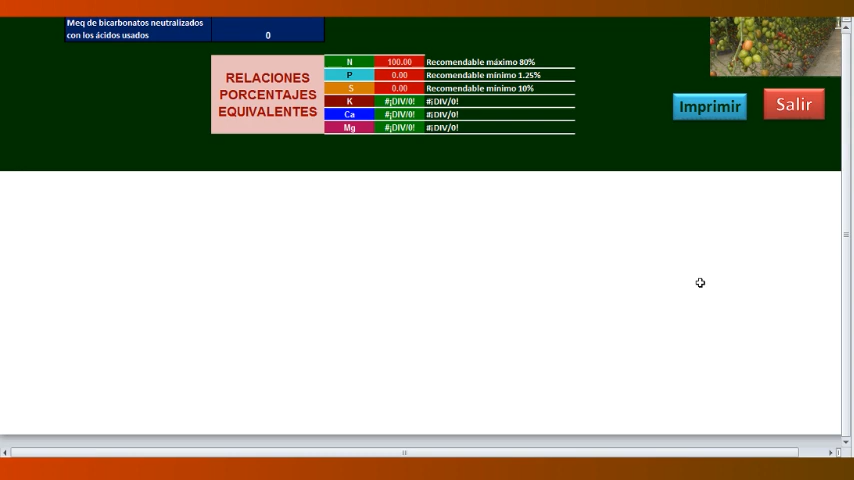 Meq de bicarbonatos neutralizados
con los ácidos usados 0
RELACIONES
PORCENTAJES
EQUIVALENTES
N 100.00 Recomendable máximo 80%
P 0.00 Recomendable mínimo 1.25%
S 0.00 Recomendable mínimo 10%
K #¡DIV/0! #¡DIV/0!
Ca #¡DIV/0! #¡DIV/0!
Mg #¡DIV/0! #¡DIV/0!
Imprimir
Salir